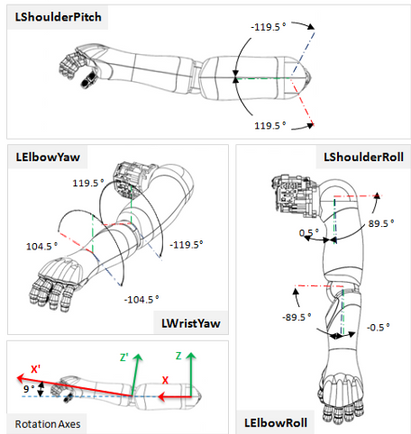 LShoulderPitch
-119.5°
119.5°
LElbowYaw
119.5°
104.5°
-119.5°
-104.5°
LWristYaw
LShoulderRoll
0.5°
89.5°
-89.5°
-0.5°
LElbowRoll
X'
Z'
Z
9°
X
Rotation Axes